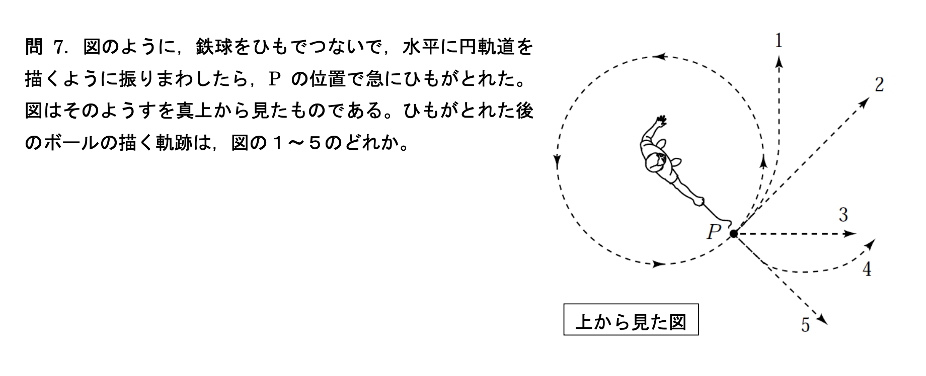 問 7. 図のように，鉄球をひもでつないで，水平に円軌道を
描くように振りまわしたら，P の位置で急にひもがとれた。
図はそのようすを真上から見たものである。ひもがとれた後
のボールの描く軌跡は，図の１～５のどれか。
1
2
3
P
4
5
上から見た図